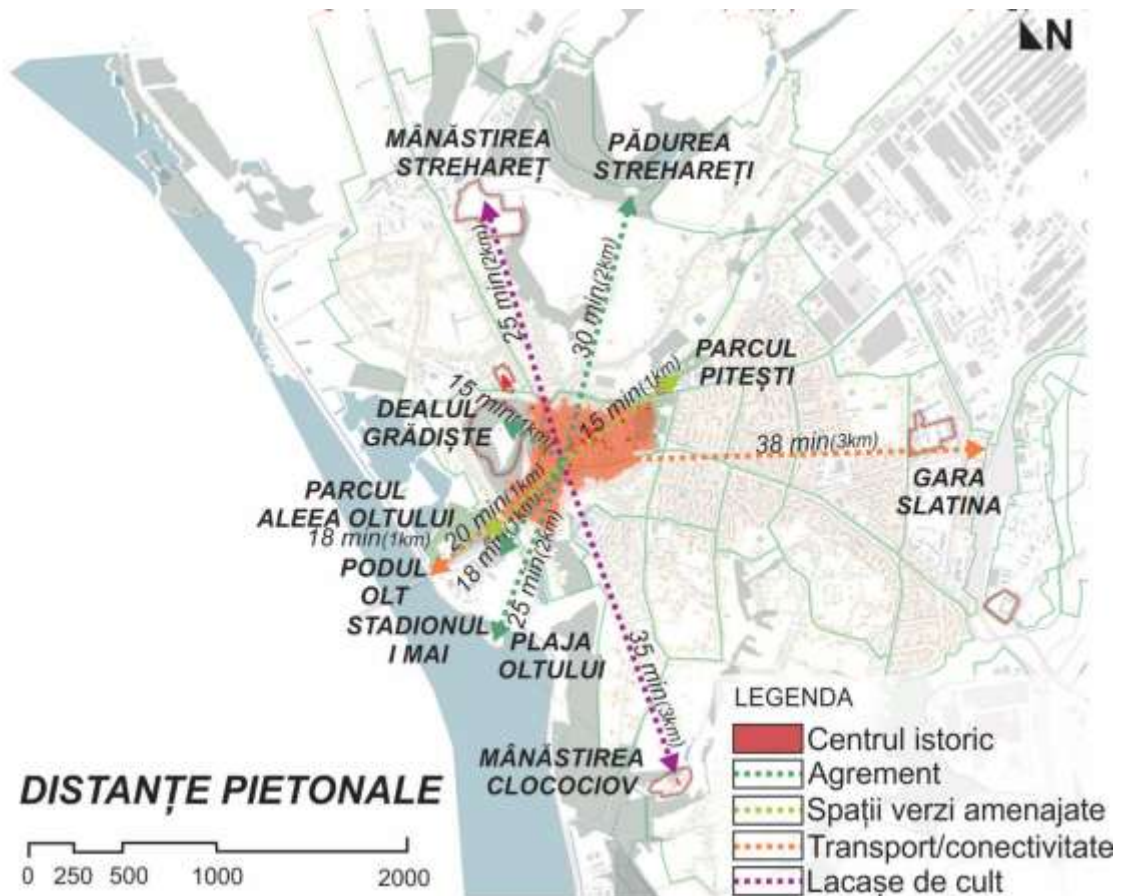 N
MÂNĂSTIREA
STREHAREȚ
PĂDUREA
STREHAREȚI
25 min(2km)
30 min(2km)
PARCUL
PITEȘTI
15 min(1km)
15 min(1km)
DEALUL
GRĂDIȘTE
38 min(3km)
GARA
SLATINA
PARCUL
ALEEA OLTULUI
18 min(1km)
20 min(1km)
18 min(1km)
25 min(2km)
PODUL
OLT
STADIONUL
I MAI
PLAJA
OLTULUI
35 min(3km)
MÂNĂSTIREA
CLOCOCIOV
DISTANȚE PIETONALE
0 250 500 1000 2000
LEGENDA
Centrul istoric
Agrement
Spații verzi amenajate
Transport/conectivitate
Lacașe de cult